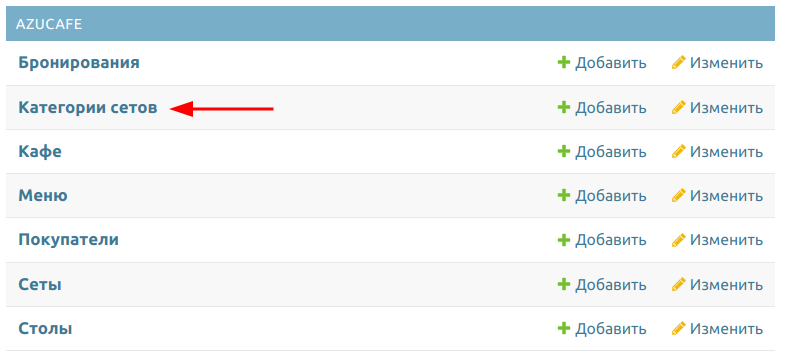 AZUCAFE
Бронирования Добавить Изменить
Категории сетов Добавить Изменить
Кафе Добавить Изменить
Меню Добавить Изменить
Покупатели Добавить Изменить
Сеты Добавить Изменить
Столы Добавить Изменить